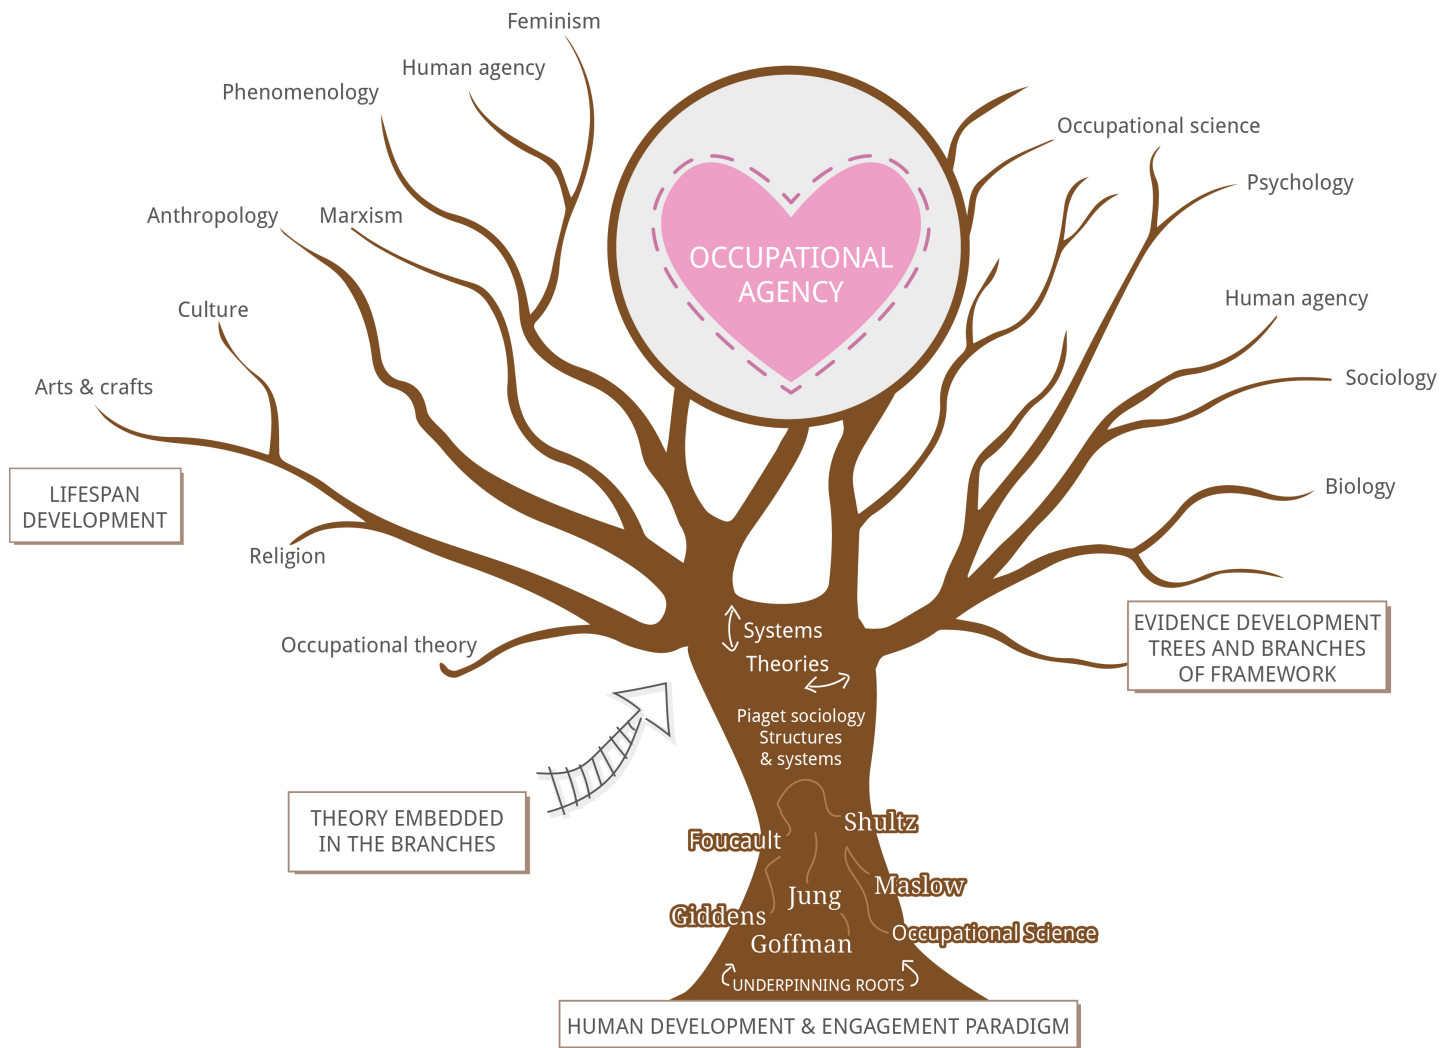 Feminism
Human agency
Phenomenology
Anthropology
Marxism
Culture
Arts & crafts
LIFESPAN
DEVELOPMENT
Religion
Occupational theory
OCCUPATIONAL
AGENCY
Occupational science
Psychology
Human agency
Sociology
Biology
EVIDENCE DEVELOPMENT
TREES AND BRANCHES
OF FRAMEWORK
Systems
Theories
Piaget sociology
Structures
& systems
THEORY EMBEDDED
IN THE BRANCHES
Foucault
Shultz
Jung
Maslow
Giddens
Goffman
Occupational Science
UNDERPINNING ROOTS
HUMAN DEVELOPMENT & ENGAGEMENT PARADIGM